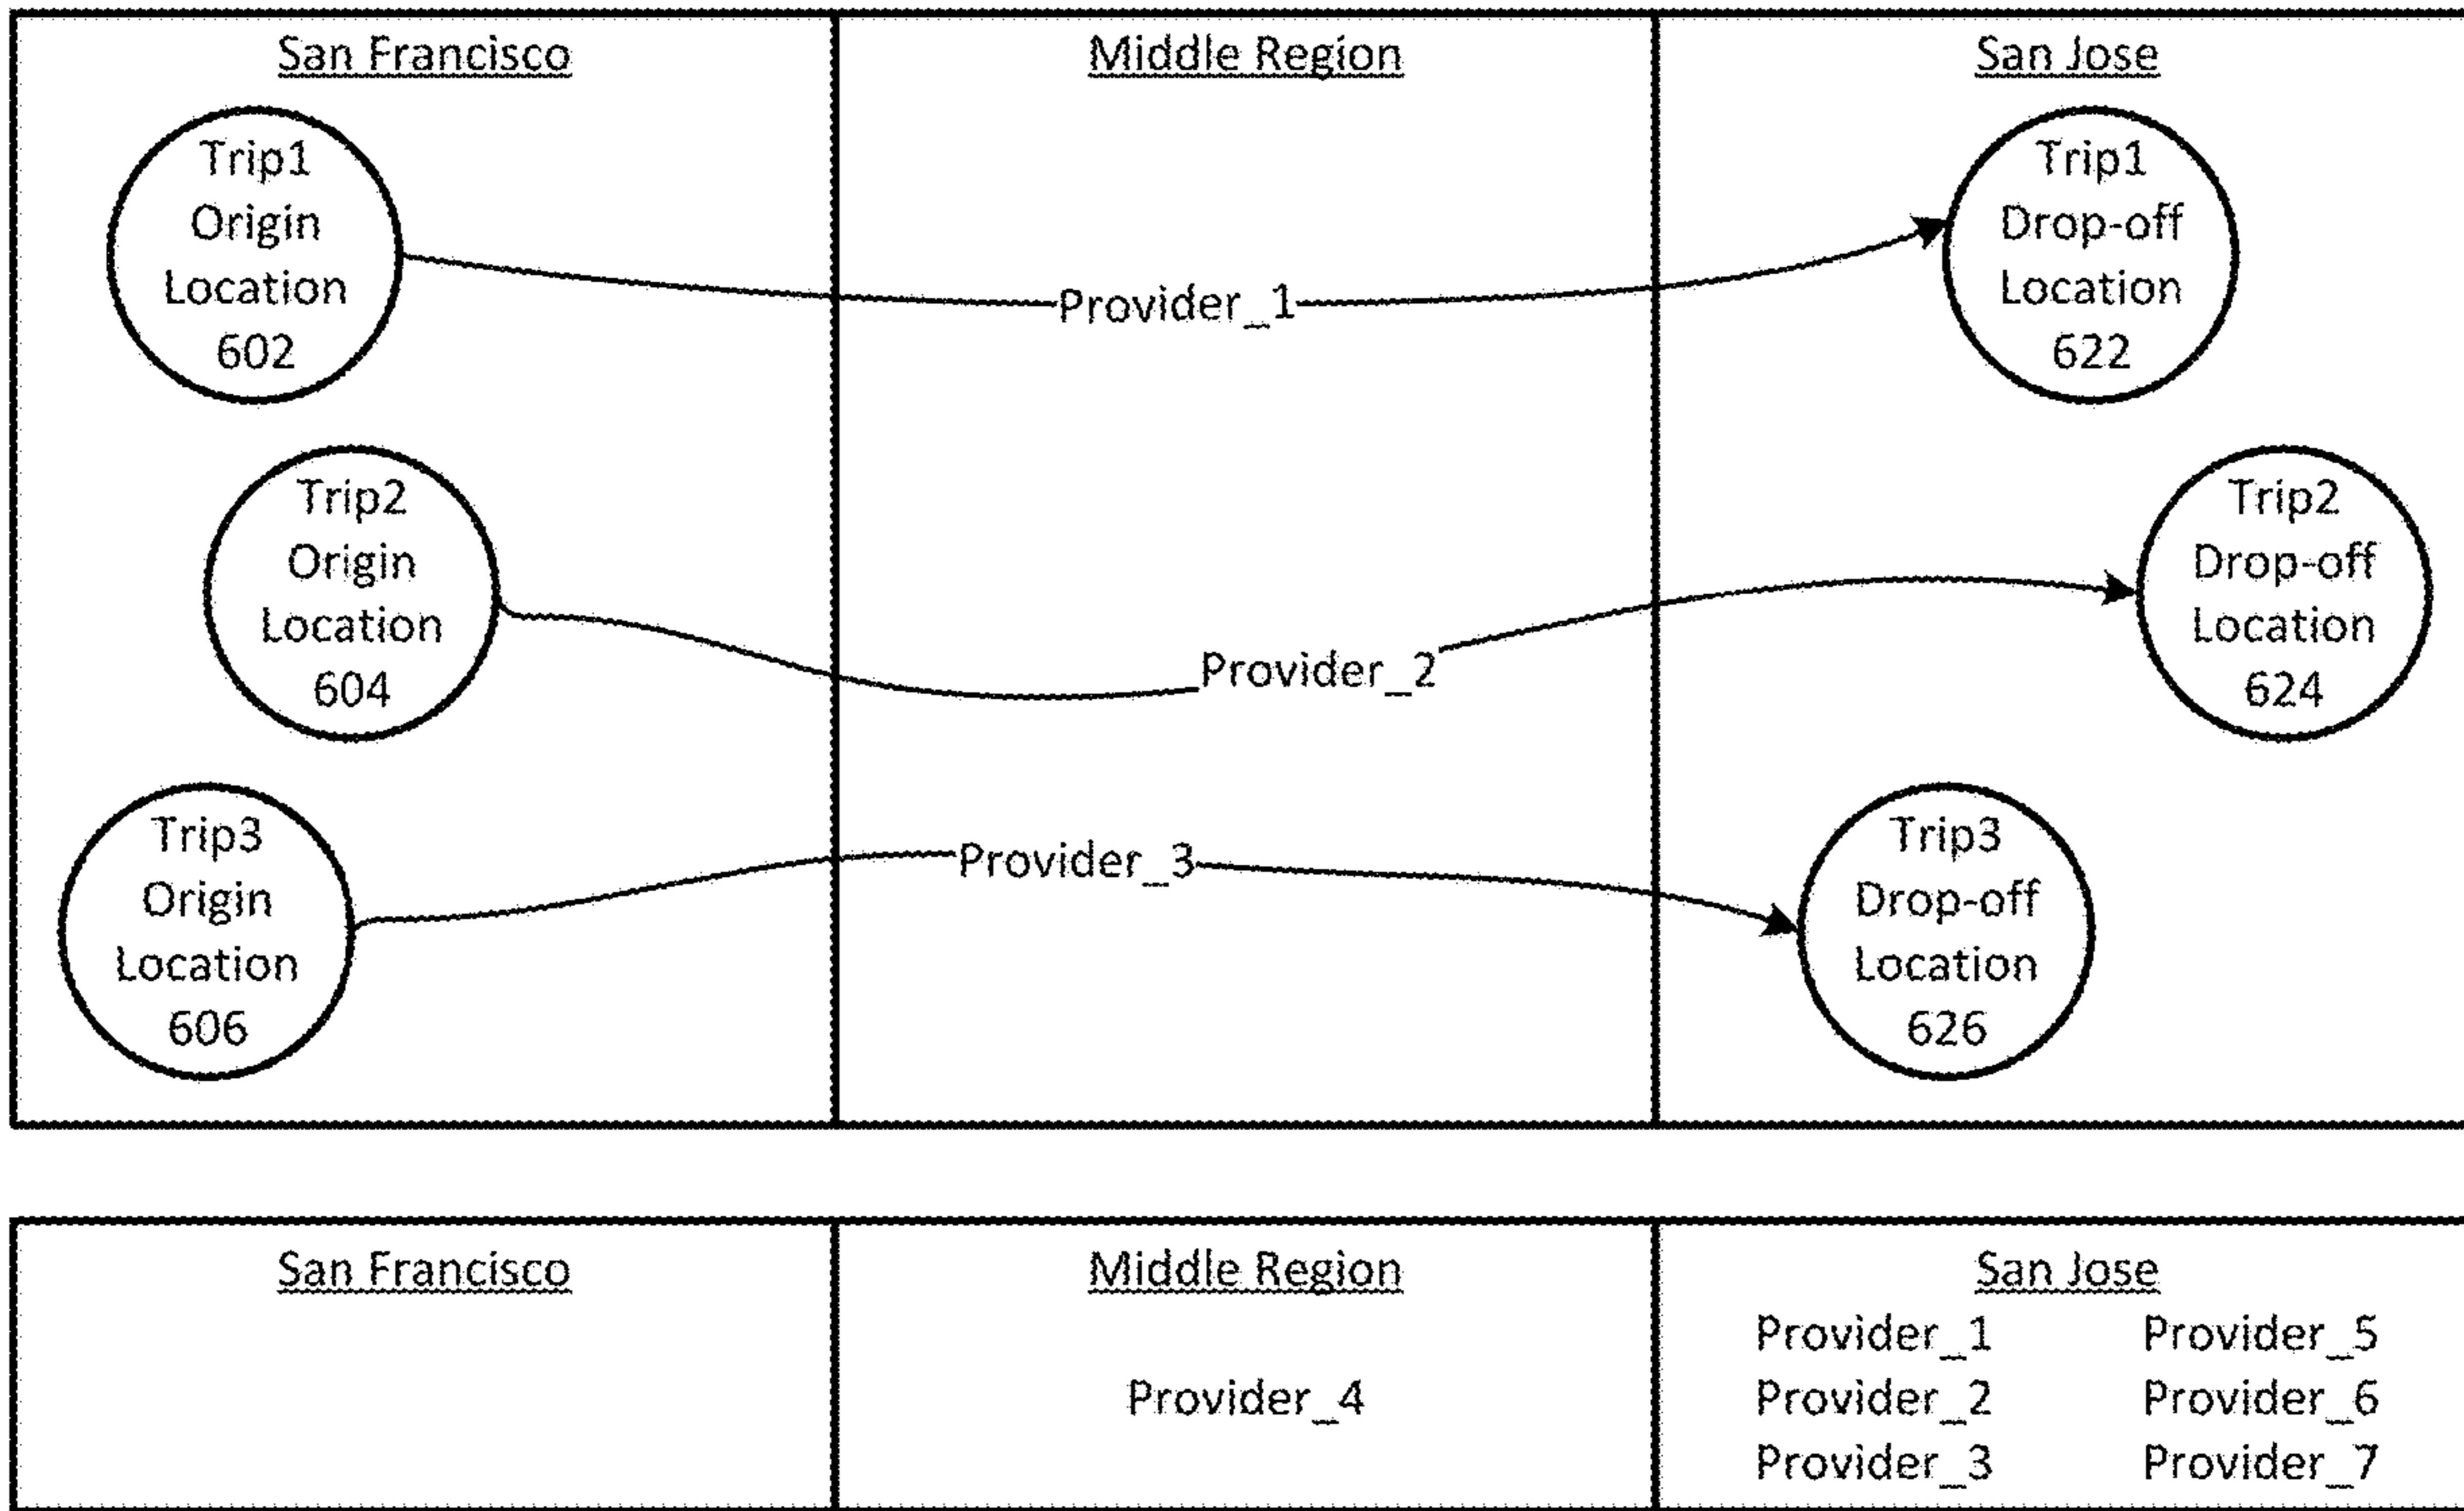 San Francisco
Middle Region
San Jose
Trip1
Origin
Location
602
Provider_1
Trip1
Drop-off
Location
622
Trip2
Origin
Location
604
Provider_2
Trip2
Drop-off
Location
624
Trip3
Origin
Location
606
Provider_3
Trip3
Drop-off
Location
626
San Francisco
Middle Region
San Jose
Provider_4
Provider_1
Provider_5
Provider_2
Provider_6
Provider_3
Provider_7